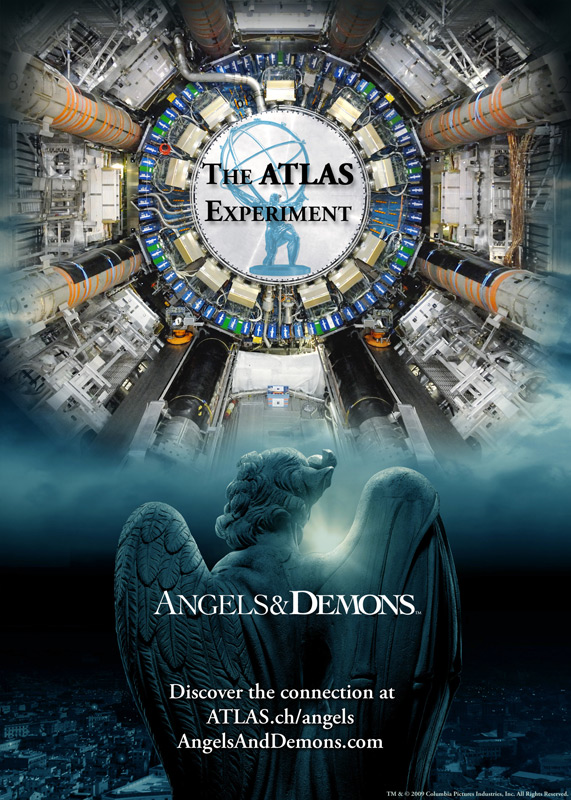 THE ATLAS
EXPERIMENT
ANGELS&DEMONS™
Discover the connection at
ATLAS.ch/angels
AngelsAndDemons.com
TM & © 2009 Columbia Pictures Industries, Inc. All Rights Reserved.